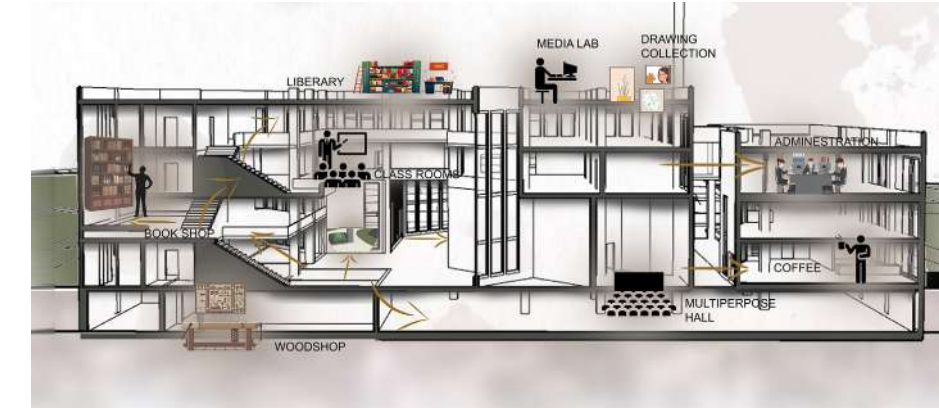 MEDIA LAB
DRAWING
COLLECTION
LIBERARY
ADMINESTRATION
CLASS ROOMS
BOOK SHOP
COFFEE
MULTIPERPOSE
HALL
WOODSHOP